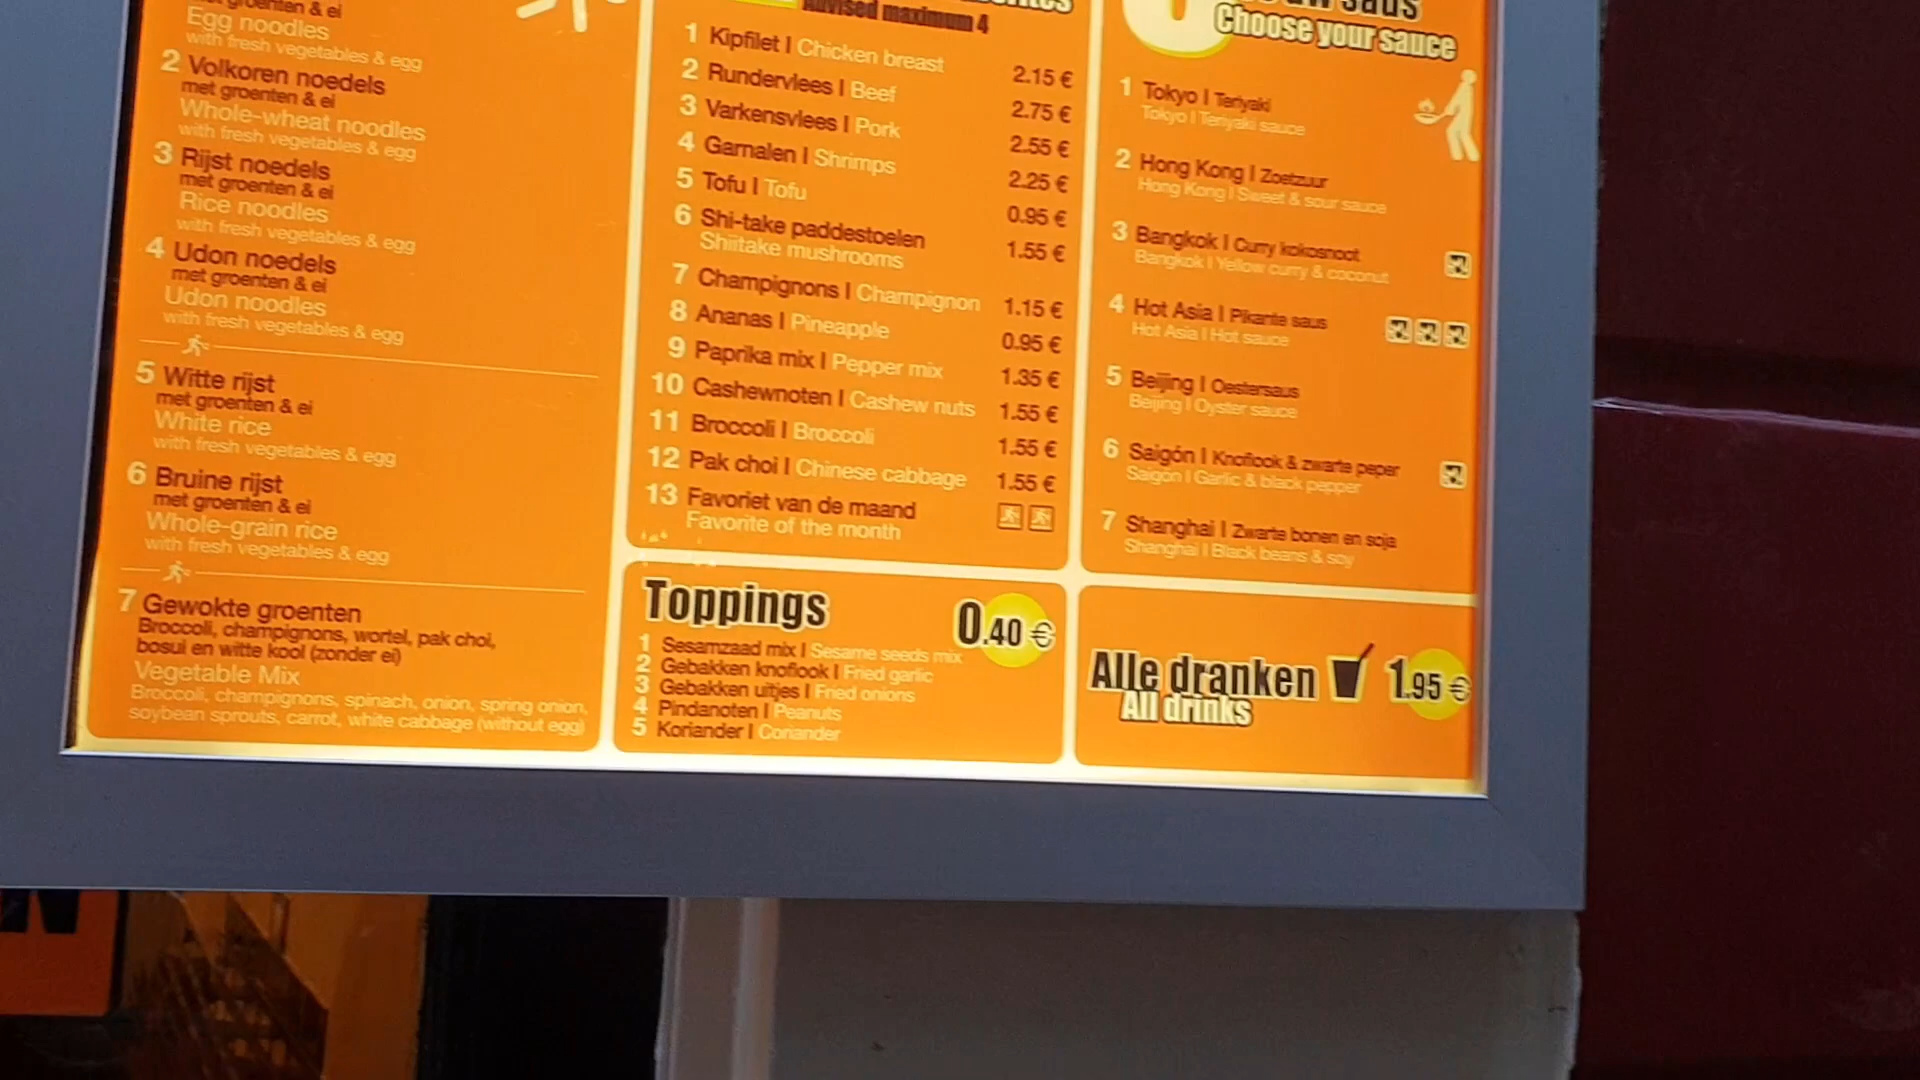 met groenten & ei
Egg noodles
with fresh vegetables & egg
2 Volkoren noedels
met groenten & ei
Whole-wheat noodles
with fresh vegetables & egg
3 Rijst noedels
met groenten & ei
Rice noodles
with fresh vegetables & egg
4 Udon noedels
met groenten & ei
Udon noodles
with fresh vegetables & egg
5 Witte rijst
met groenten & ei
White rice
with fresh vegetables & egg
6 Bruine rijst
met groenten & ei
Whole-grain rice
with fresh vegetables & egg
7 Gewokte groenten
Broccoli, champignons, wortel, pak choi,
bosui en witte kool (zonder ei)
Vegetable Mix
Broccoli, champignons, spinach, onion, spring onion,
soybean sprouts, carrot, white cabbage (without egg)
Advised maximum 4
1 Kipfilet | Chicken breast 2.15 €
2 Rundervlees | Beef 2.75 €
3 Varkensvlees | Pork 2.55 €
4 Garnalen | Shrimps 2.25 €
5 Tofu | Tofu 0.95 €
6 Shi-take paddestoelen 1.55 €
Shiitake mushrooms
7 Champignons | Champignon 1.15 €
8 Ananas | Pineapple 0.95 €
9 Paprika mix | Pepper mix 1.35 €
10 Cashewnoten | Cashew nuts 1.55 €
11 Broccoli | Broccoli 1.55 €
12 Pak choi | Chinese cabbage 1.55 €
13 Favoriet van de maand
Favorite of the month
Toppings 0.40 €
1 Sesamzaad mix | Sesame seeds mix
2 Gebakken knoflook | Fried garlic
3 Gebakken uitjes | Fried onions
4 Pindanoten | Peanuts
5 Koriander | Coriander
saus
Choose your sauce
1 Tokyo | Teriyaki
Tokyo | Teriyaki sauce
2 Hong Kong | Zoetzuur
Hong Kong | Sweet & sour sauce
3 Bangkok | Curry kokosnoot
Bangkok | Yellow curry & coconut
4 Hot Asia | Pikante saus
Hot Asia | Hot sauce
5 Beijing | Oestersaus
Beijing | Oyster sauce
6 Saigón | Knoflook & zwarte peper
Saigon | Garlic & black pepper
7 Shanghai | Zwarte bonen en soja
Shanghai | Black beans & soy
Alle dranken 1.95 €
All drinks